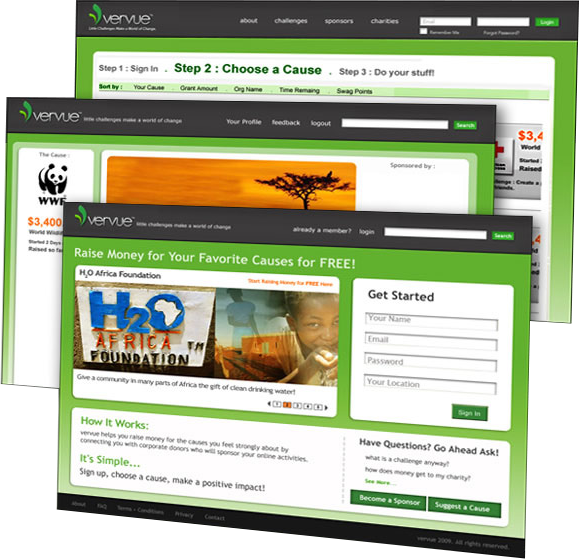 vervue™
Little Challenges Make a World of Change.
about challenges sponsors charities
Email
Login
Remember Me
Forgot Password?
Step 1 : Sign In . Step 2 : Choose a Cause . Step 3 : Do your stuff!
Sort by : Your Cause . Grant Amount . Org Name . Time Remaing . Swag Points
$3,4
World
Started
Raised
vervue™ little challenges make a world of change
Your Profile feedback logout
Search
The Cause :
WWF
$3,400
World Wildl
Started 2 Days
Raised so fa
Sponsored by :
vervue™ little challenges make a world of change
already a member? login
Search
Raise Money for Your Favorite Causes for FREE!
H2O Africa Foundation
Start Raising Money for FREE Here
H2O
AFRICA TM
FOUNDATION
Give a community in many parts of Africa the gift of clean drinking water!
1 2 3 4 5
Get Started
Your Name
Email
Password
Your Location
Sign In
How It Works:
vervue helps you raise money for the causes you feel strongly about by
connecting you with corporate donors who will sponsor your online activities.
It's Simple...
Sign up, choose a cause, make a positive impact!
Have Questions? Go Ahead Ask!
what is a challenge anyway?
how does money get to my charity?
See More...
Become a Sponsor
Suggest a Cause
About FAQ Terms - Conditions Privacy Contact
vervue 2009. All rights reserved.